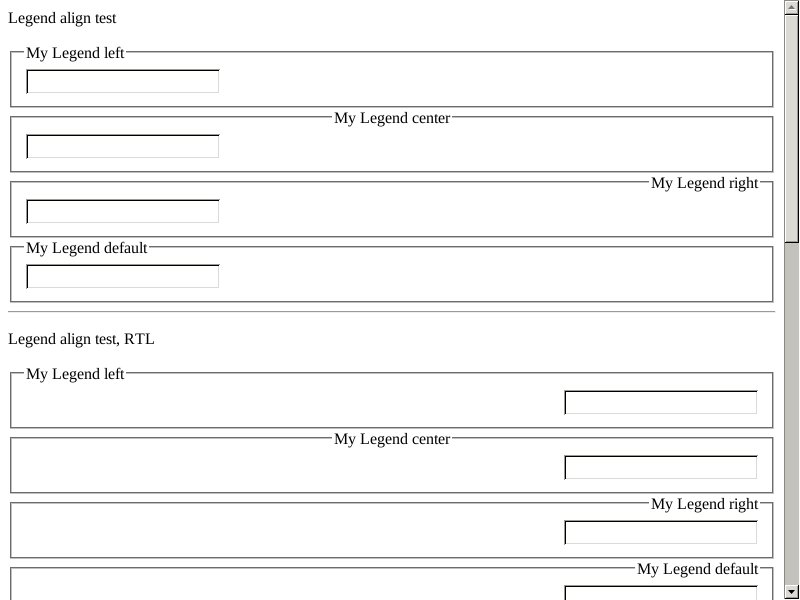 Legend align test
My Legend left
My Legend center
My Legend right
My Legend default
Legend align test, RTL
My Legend left
My Legend center
My Legend right
My Legend default